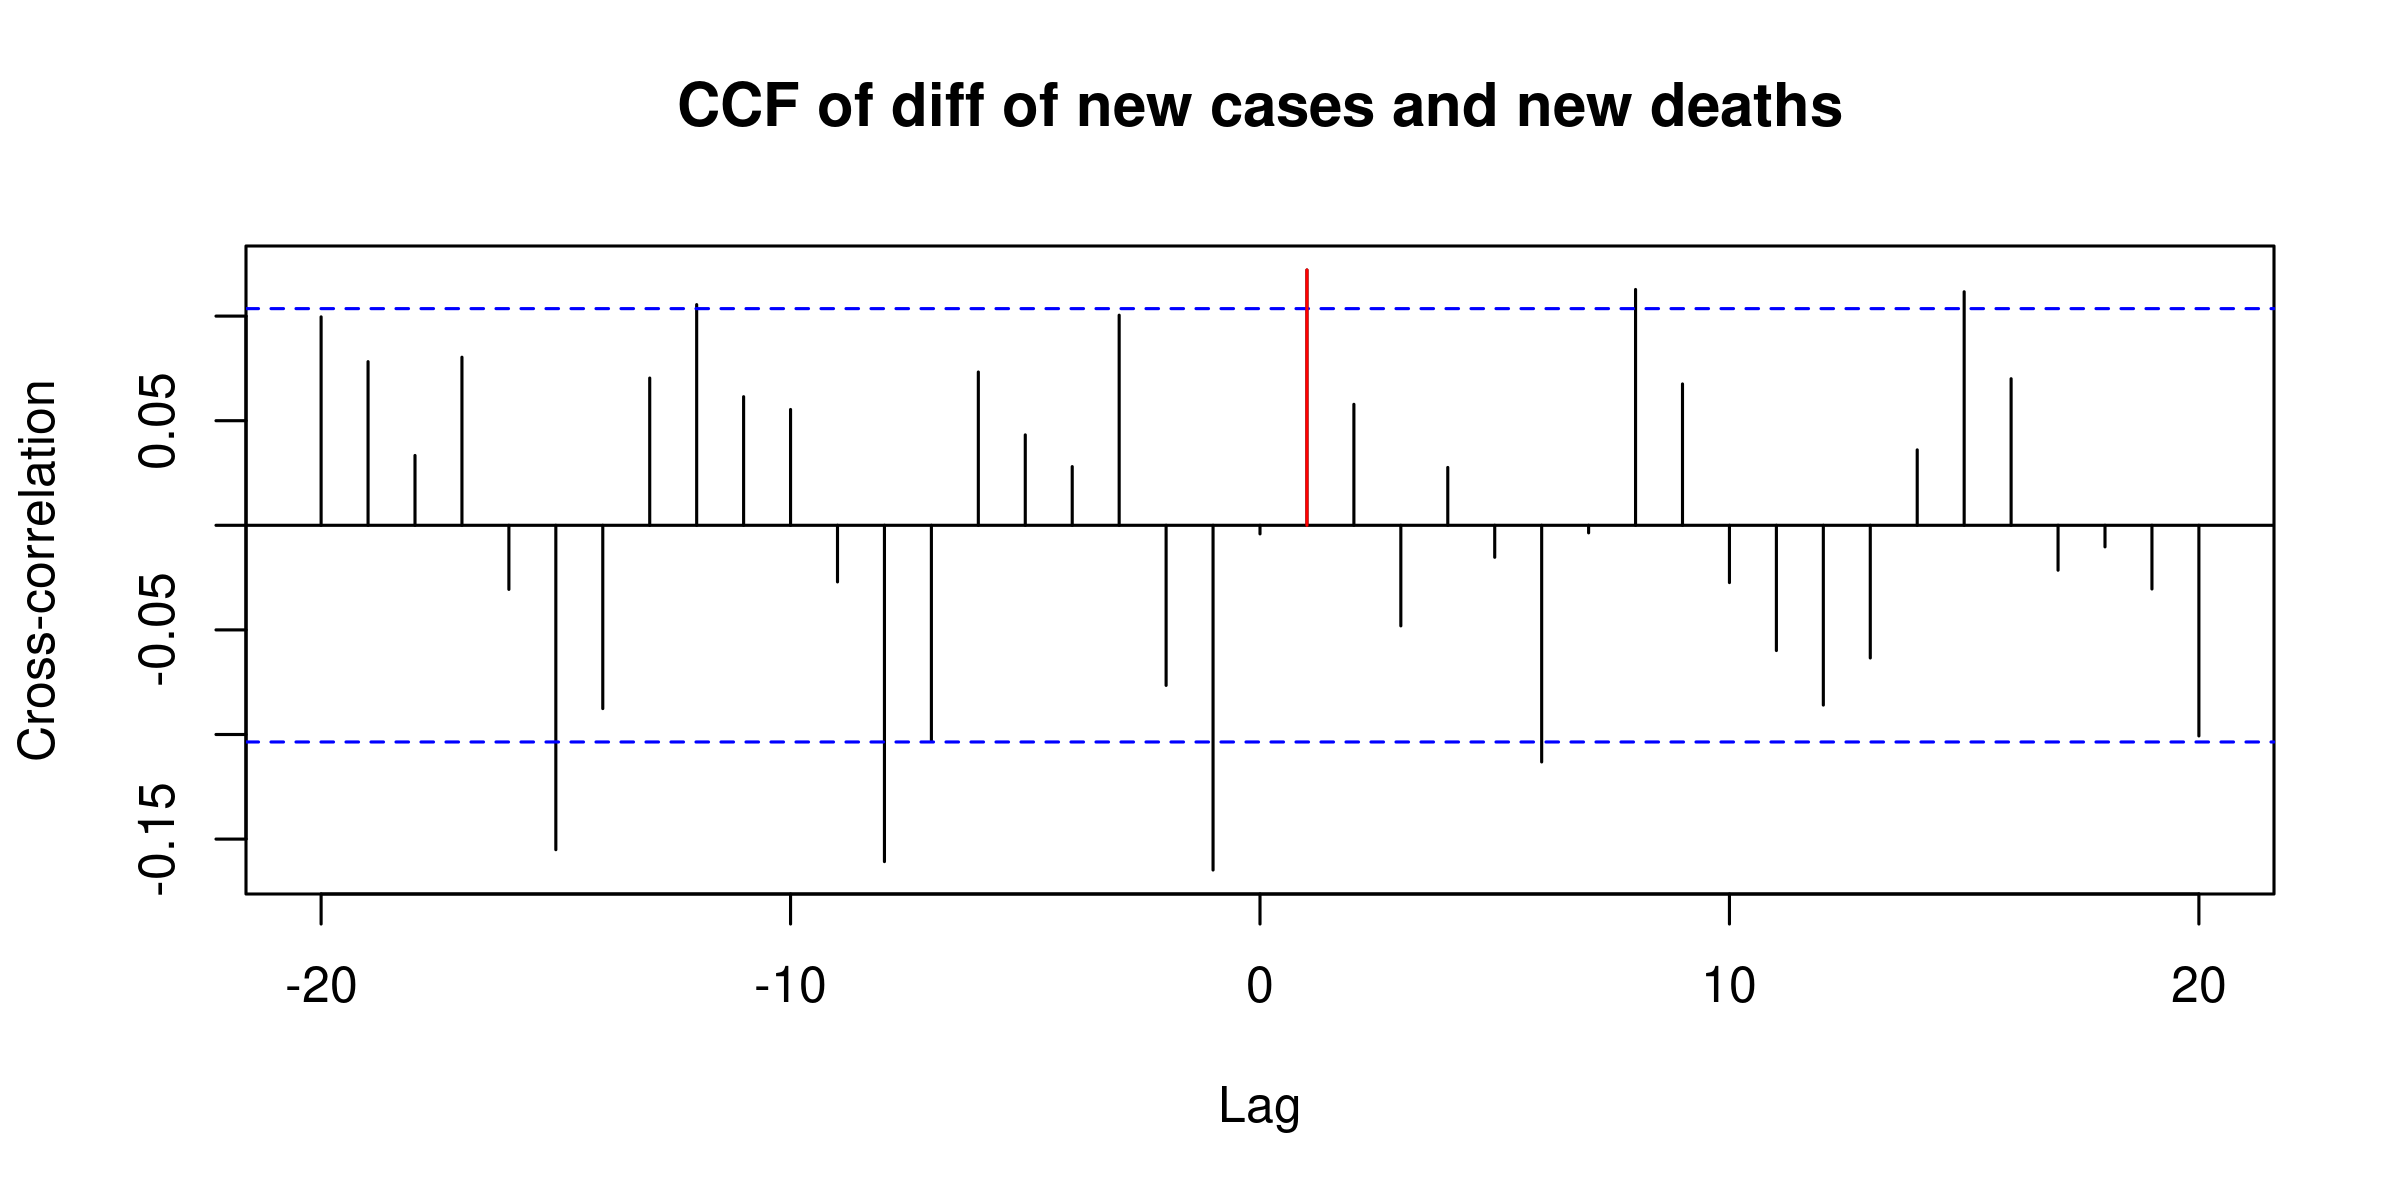 CCF of diff of new cases and new deaths
Cross-correlation
0.05
-0.05
-0.15
-20
-10
0
10
20
Lag